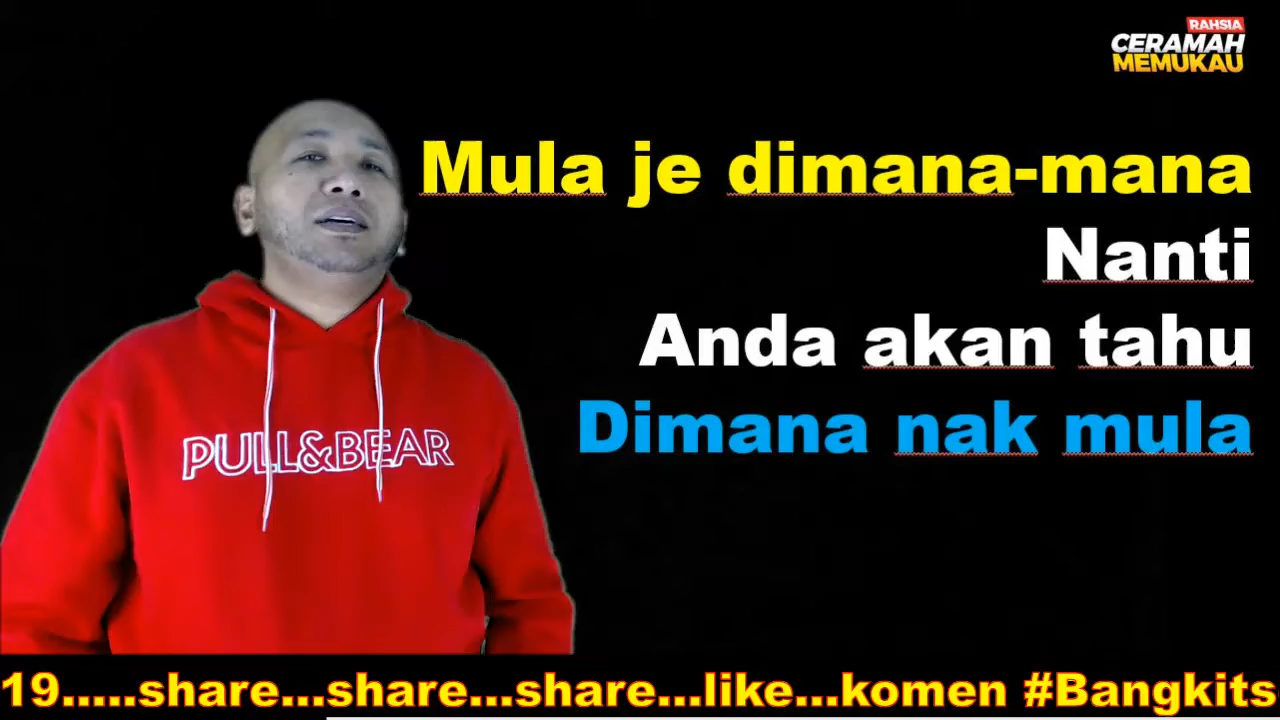 RAHSIA
CERAMAH
MEMUKAU
Mula je dimana-mana
Nanti
Anda akan tahu
Dimana nak mula
PULL&BEAR
19.....share...share...share...like...komen #Bangkits